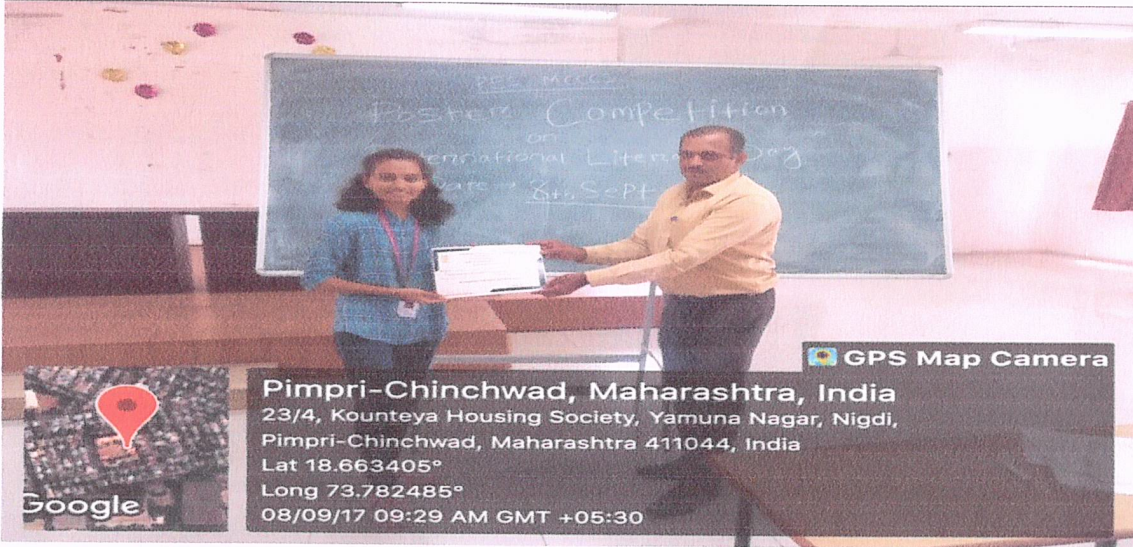 Poster Competition
on
International Literacy Day
8th, Sept
GPS Map Camera
Pimpri-Chinchwad, Maharashtra, India
23/4, Kounteya Housing Society, Yamuna Nagar, Nigdi,
Pimpri-Chinchwad, Maharashtra 411044, India
Lat 18.663405°
Long 73.782485°
08/09/17 09:29 AM GMT +05:30
Google